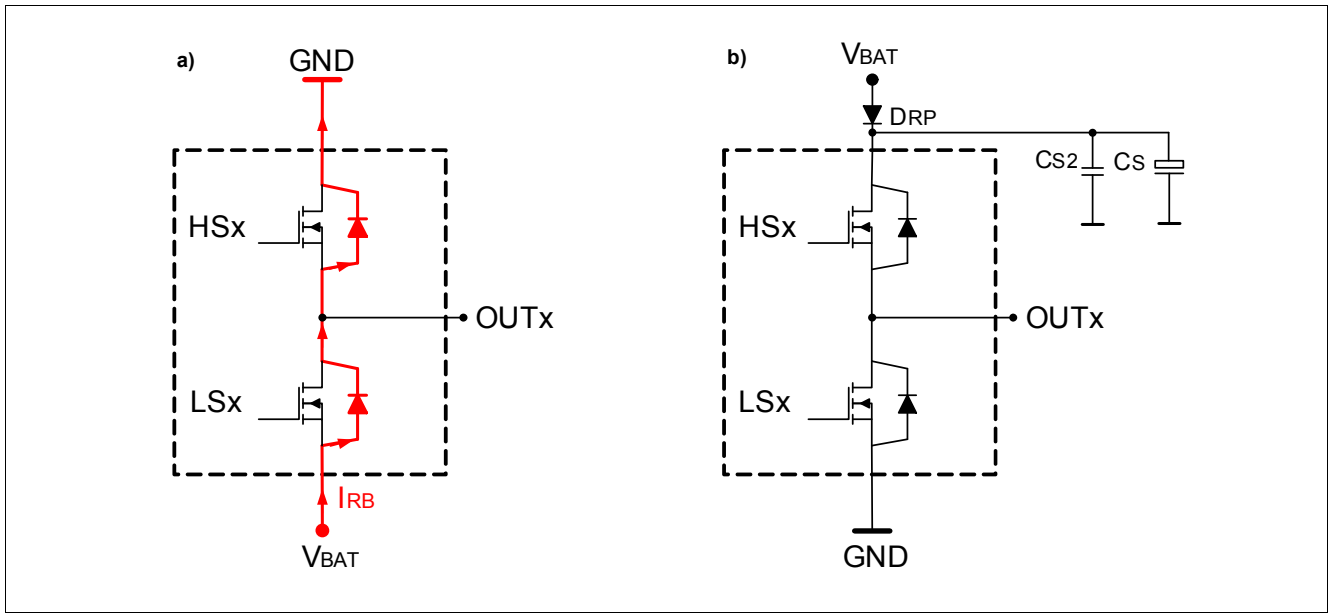 a)
GND
HSx
OUTx
LSx
IRB
VBAT
b)
VBAT
DRP
CS2
CS
HSx
OUTx
LSx
GND